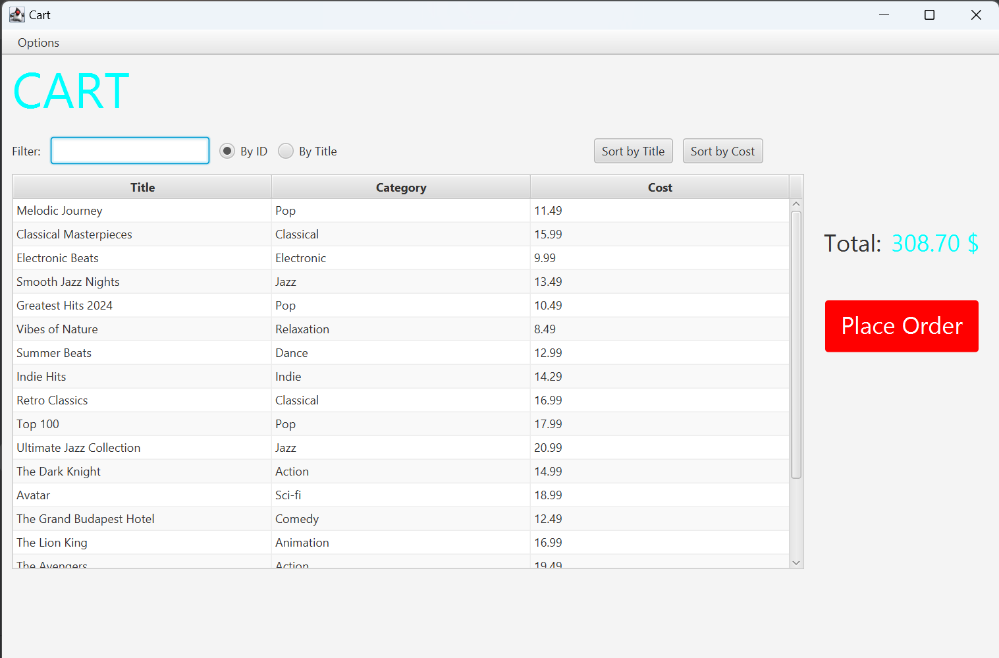 Cart
Options
CART
Filter: By ID By Title Sort by Title Sort by Cost
Title Category Cost
Melodic Journey Pop 11.49
Classical Masterpieces Classical 15.99
Electronic Beats Electronic 9.99
Smooth Jazz Nights Jazz 13.49
Greatest Hits 2024 Pop 10.49
Vibes of Nature Relaxation 8.49
Summer Beats Dance 12.99
Indie Hits Indie 14.29
Retro Classics Classical 16.99
Top 100 Pop 17.99
Ultimate Jazz Collection Jazz 20.99
The Dark Knight Action 14.99
Avatar Sci-fi 18.99
The Grand Budapest Hotel Comedy 12.49
The Lion King Animation 16.99
The Avengers Action 19.49
Total: 308.70 $
Place Order